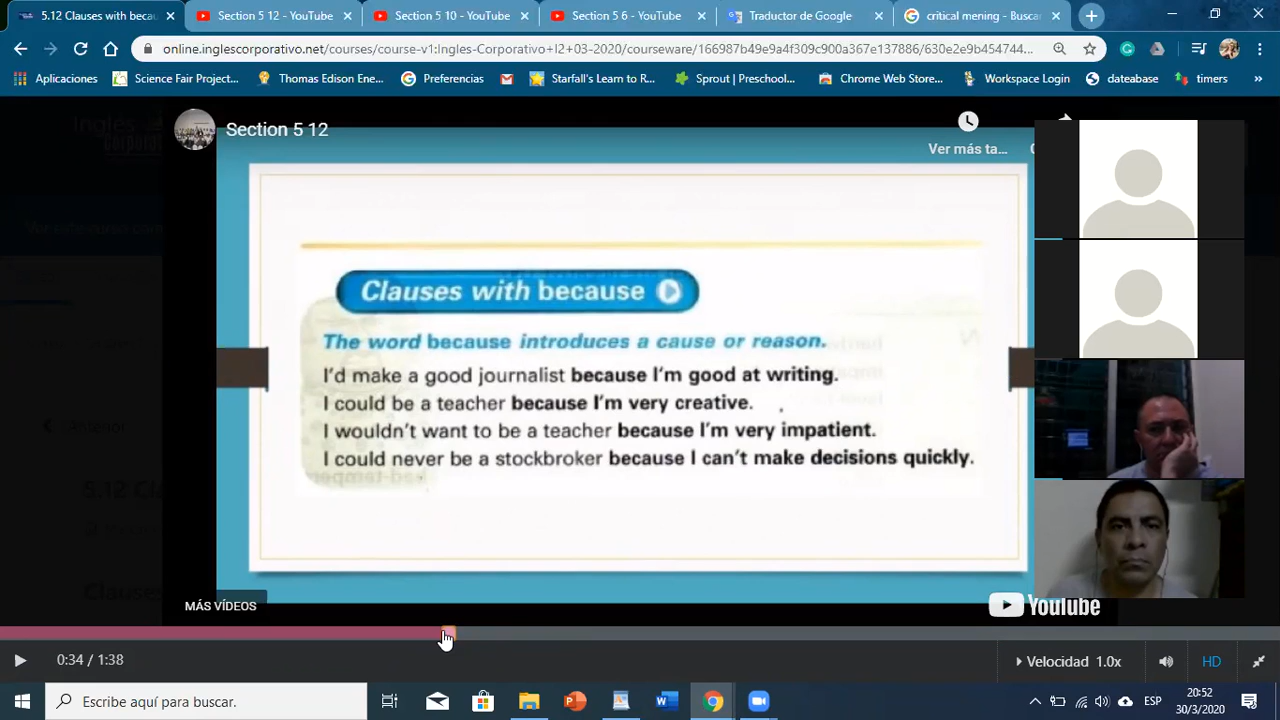 5.12 Clauses with becau
Section 5 12 - YouTube
Section 5 10 - YouTube
Section 5 6 - YouTube
Traductor de Google
critical mening - Buscar
online.inglescorporativo.net/courses/course-v1:Ingles-Corporativo+I2+03-2020/courseware/166987b49e9a4f309c900b367e137886/630e2e9b454744...
Aplicaciones
Science Fair Project...
Thomas Edison Ene...
Preferencias
Starfall's Learn to R...
Sprout | Preschool...
Chrome Web Store...
Workspace Login
dateabase
timers
Section 5 12
Ver más ta...
Clauses with because
The word because introduces a cause or reason.
I'd make a good journalist because I'm good at writing.
I could be a teacher because I'm very creative.
I wouldn't want to be a teacher because I'm very impatient.
I could never be a stockbroker because I can't make decisions quickly.
MÁS VÍDEOS
YouTube
0:34 / 1:38
Velocidad 1.0x
HD
Escribe aquí para buscar.
ESP
20:52
30/3/2020